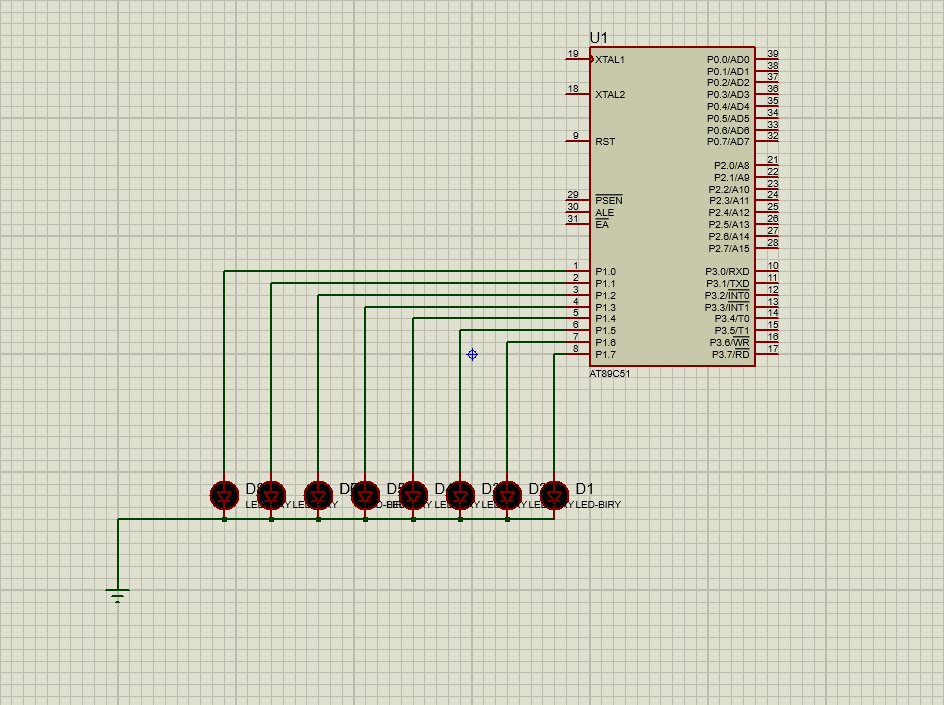 U1
19 XTAL1
18 XTAL2
9 RST
29 PSEN
30 ALE
31 EA
1 P1.0
2 P1.1
3 P1.2
4 P1.3
5 P1.4
6 P1.5
7 P1.6
8 P1.7
P0.0/AD0 39
P0.1/AD1 38
P0.2/AD2 37
P0.3/AD3 36
P0.4/AD4 35
P0.5/AD5 34
P0.6/AD6 33
P0.7/AD7 32
P2.0/A8 21
P2.1/A9 22
P2.2/A10 23
P2.3/A11 24
P2.4/A12 25
P2.5/A13 26
P2.6/A14 27
P2.7/A15 28
P3.0/RXD 10
P3.1/TXD 11
P3.2/INT0 12
P3.3/INT1 13
P3.4/T0 14
P3.5/T1 15
P3.6/WR 16
P3.7/RD 17
AT89C51
D1
LED-BIRY